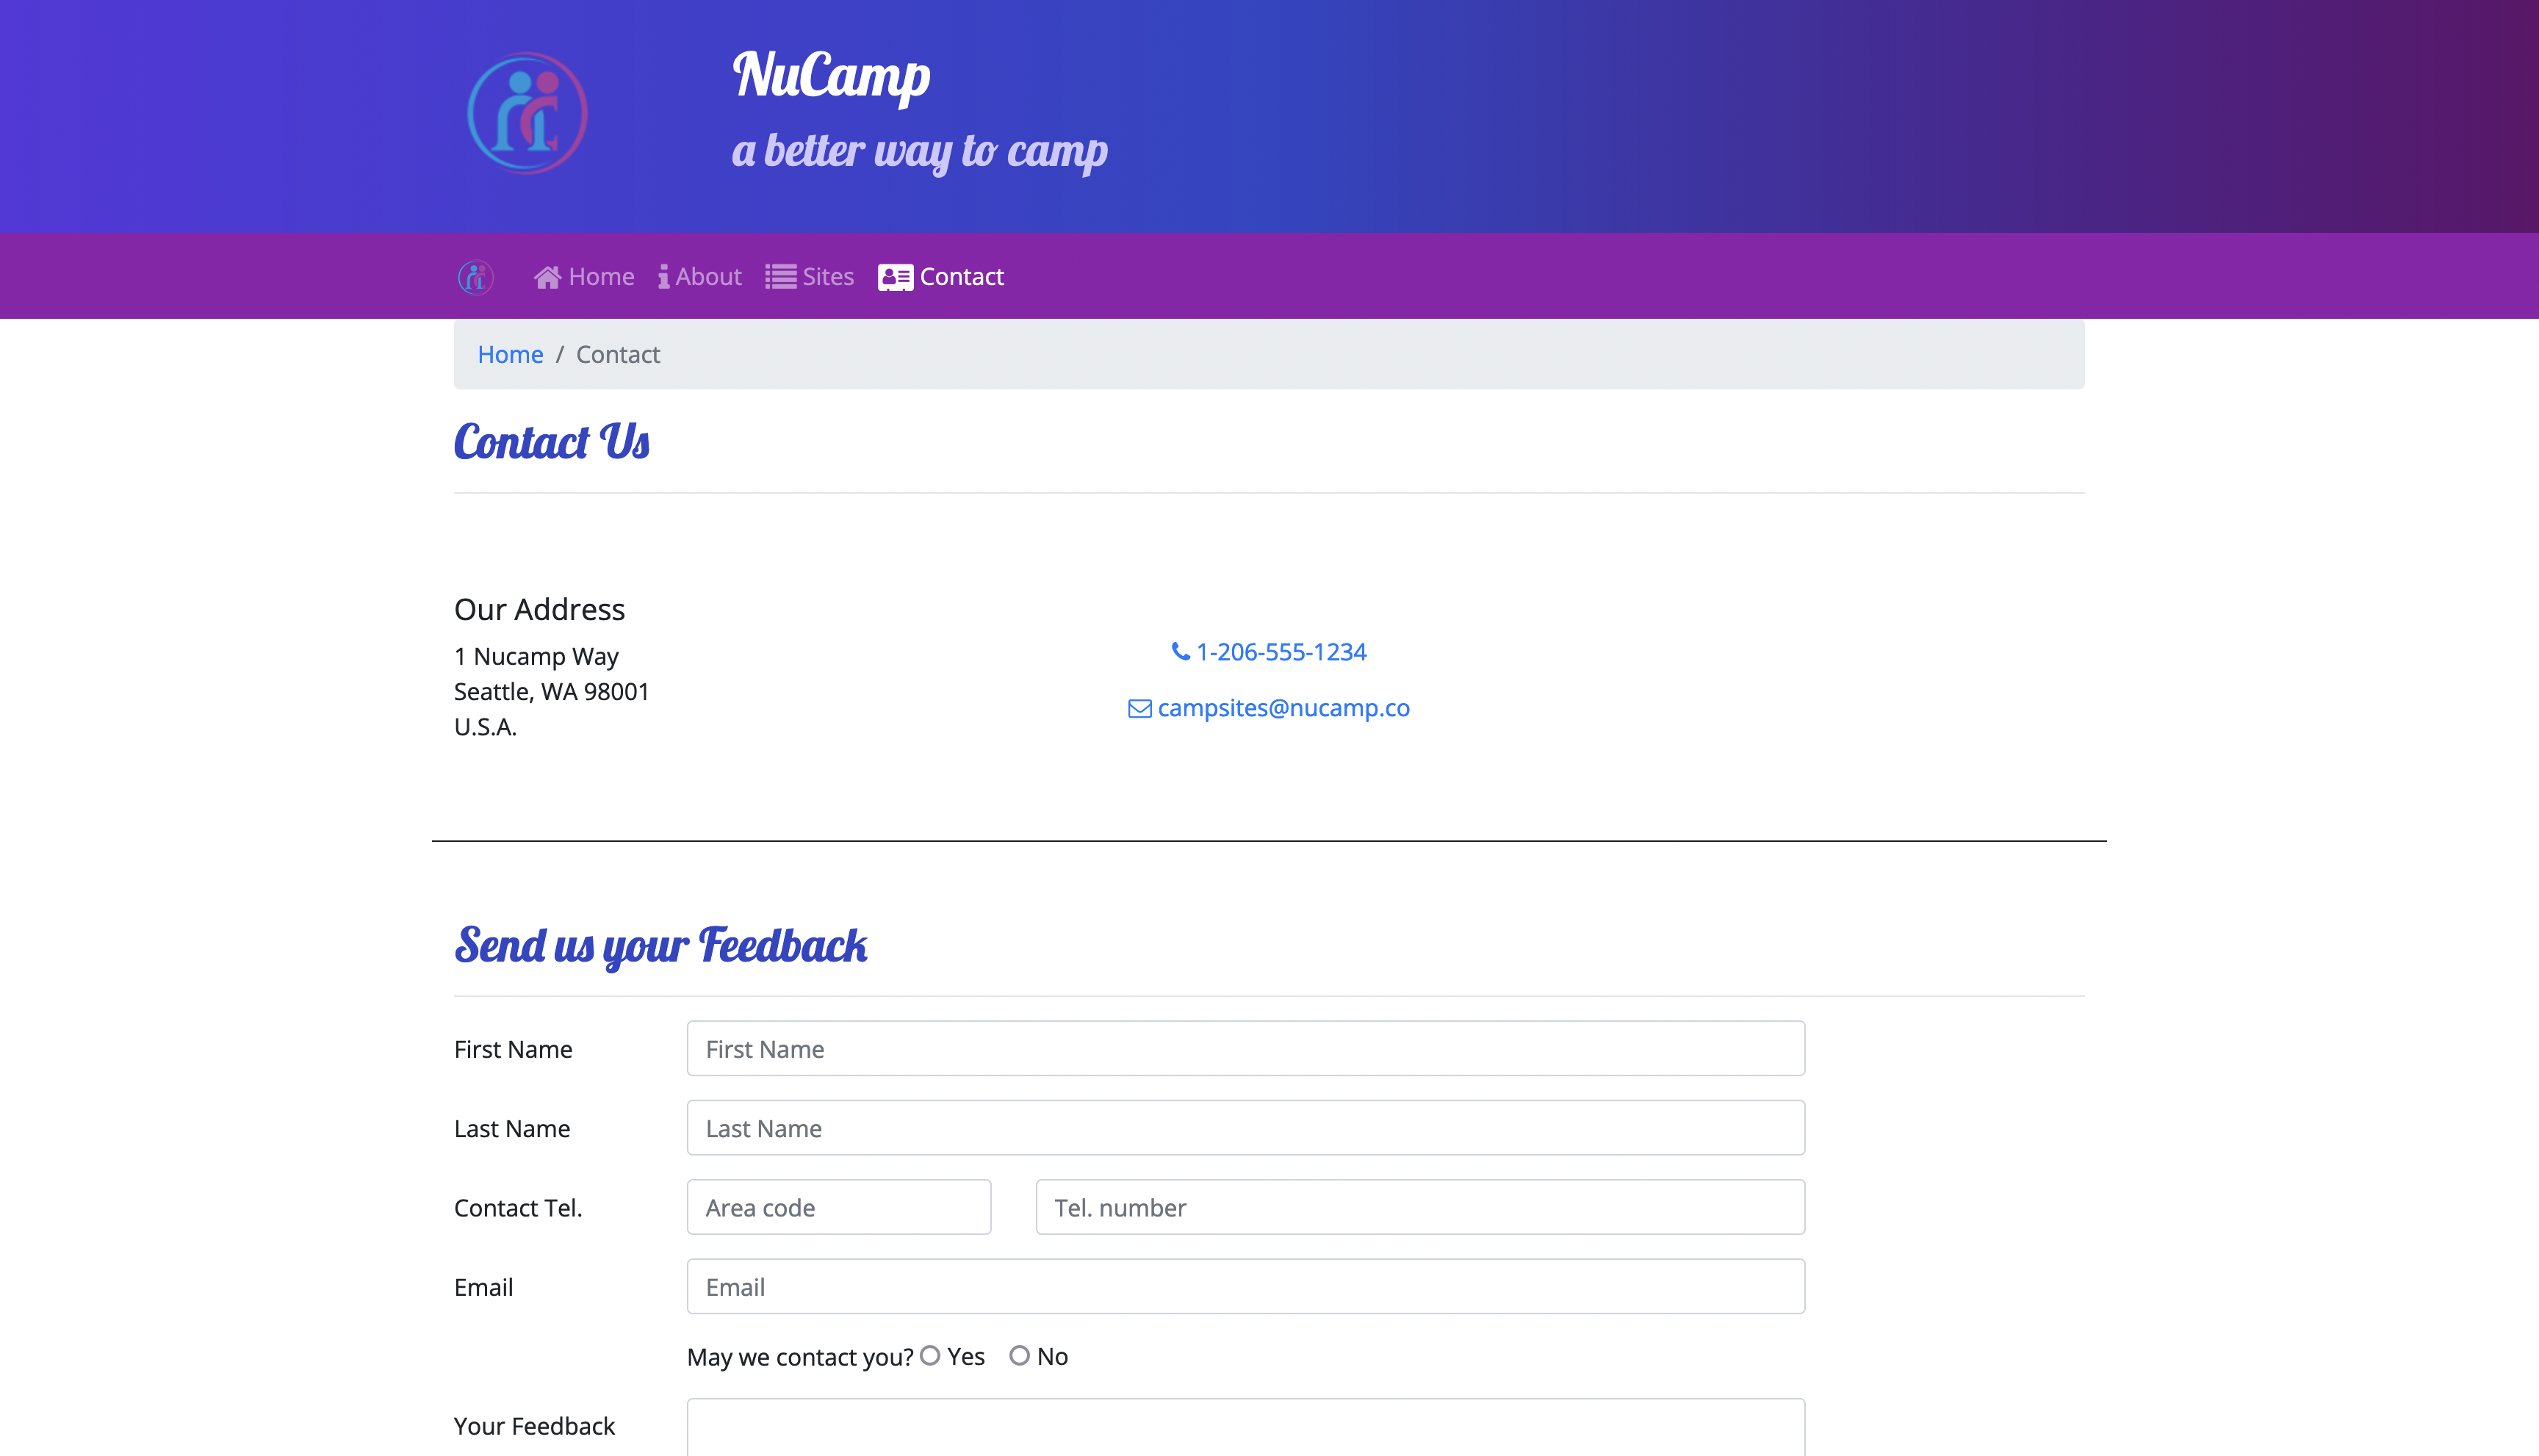 NuCamp
a better way to camp
Home About Sites Contact
Home / Contact
Contact Us
Our Address
1 Nucamp Way
Seattle, WA 98001
U.S.A.
1-206-555-1234
campsites@nucamp.co
Send us your Feedback
First Name First Name
Last Name Last Name
Contact Tel. Area code Tel. number
Email Email
May we contact you? Yes No
Your Feedback